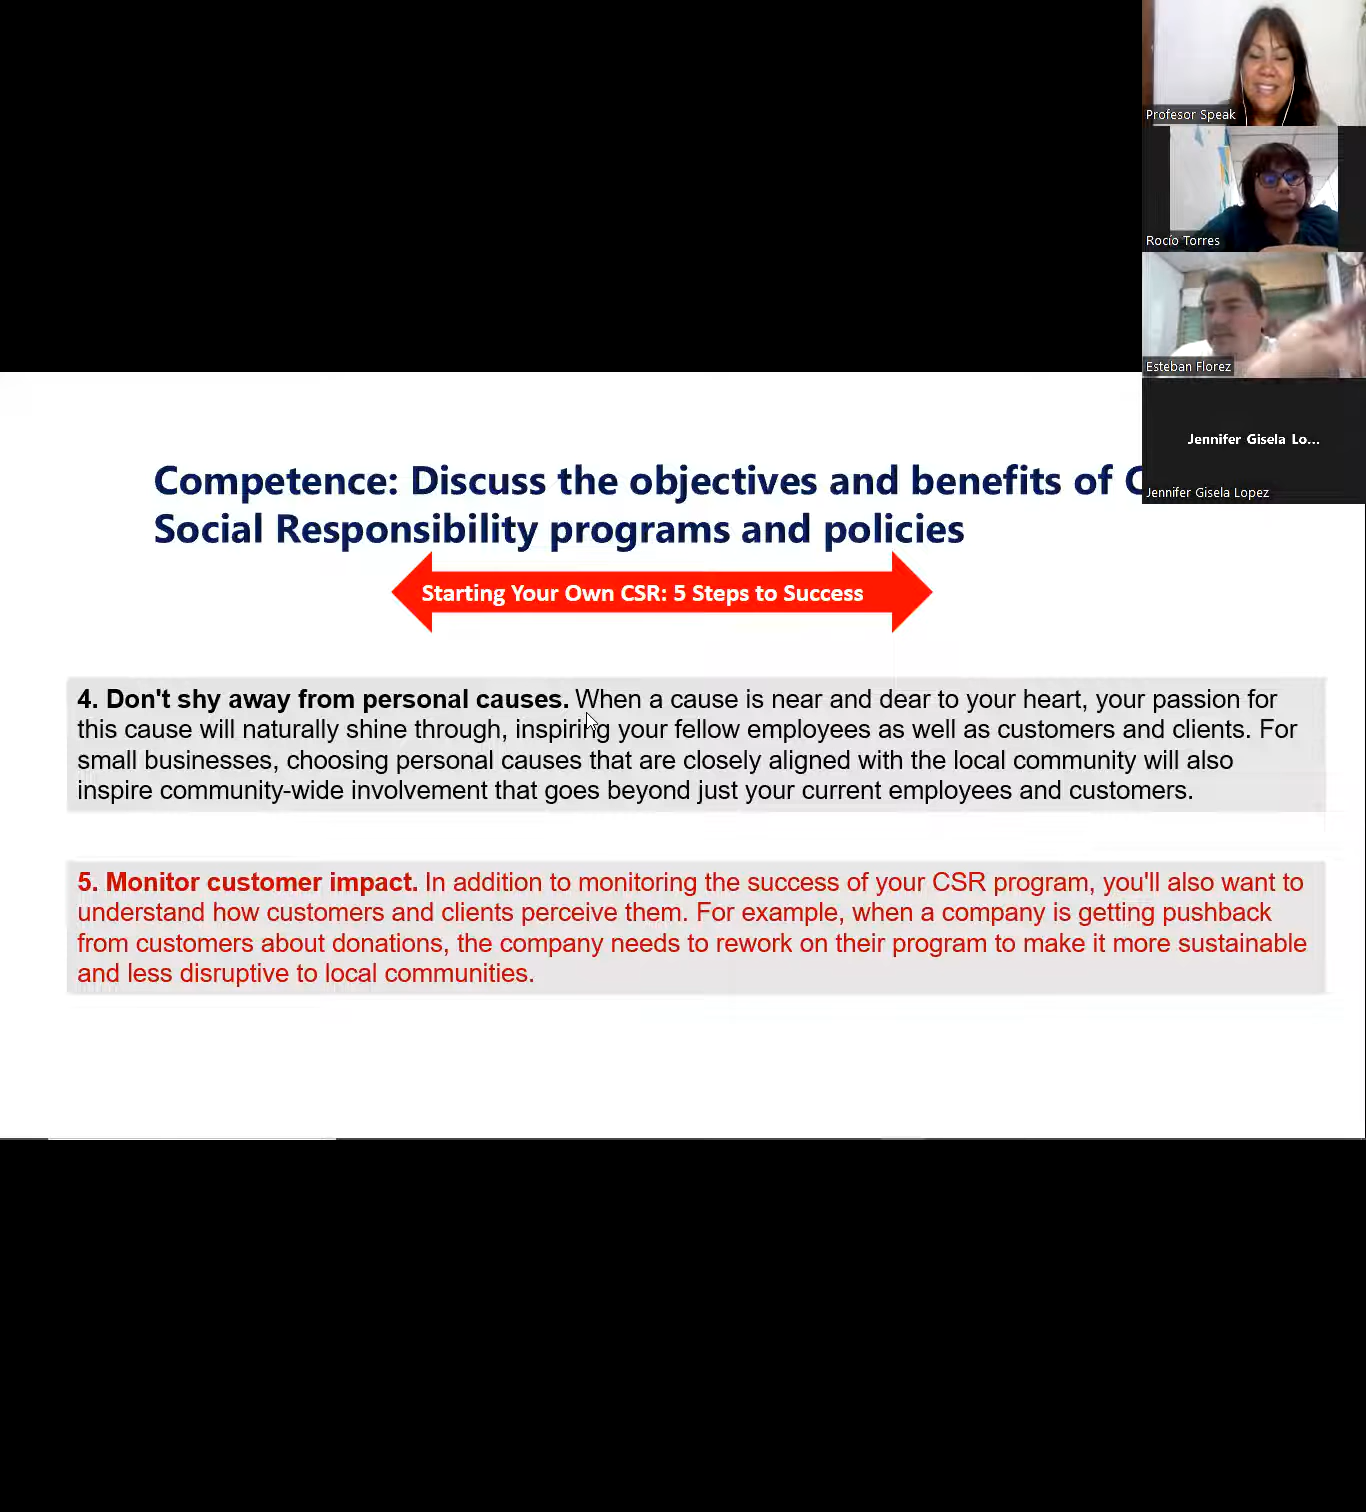 Profesor Speak
Rocío Torres
Esteban Florez
Jennifer Gisela Lo...
Jennifer Gisela Lopez
Competence: Discuss the objectives and benefits of
Social Responsibility programs and policies
Starting Your Own CSR: 5 Steps to Success
4. Don't shy away from personal causes. When a cause is near and dear to your heart, your passion for
this cause will naturally shine through, inspiring your fellow employees as well as customers and clients. For
small businesses, choosing personal causes that are closely aligned with the local community will also
inspire community-wide involvement that goes beyond just your current employees and customers.
5. Monitor customer impact. In addition to monitoring the success of your CSR program, you'll also want to
understand how customers and clients perceive them. For example, when a company is getting pushback
from customers about donations, the company needs to rework on their program to make it more sustainable
and less disruptive to local communities.